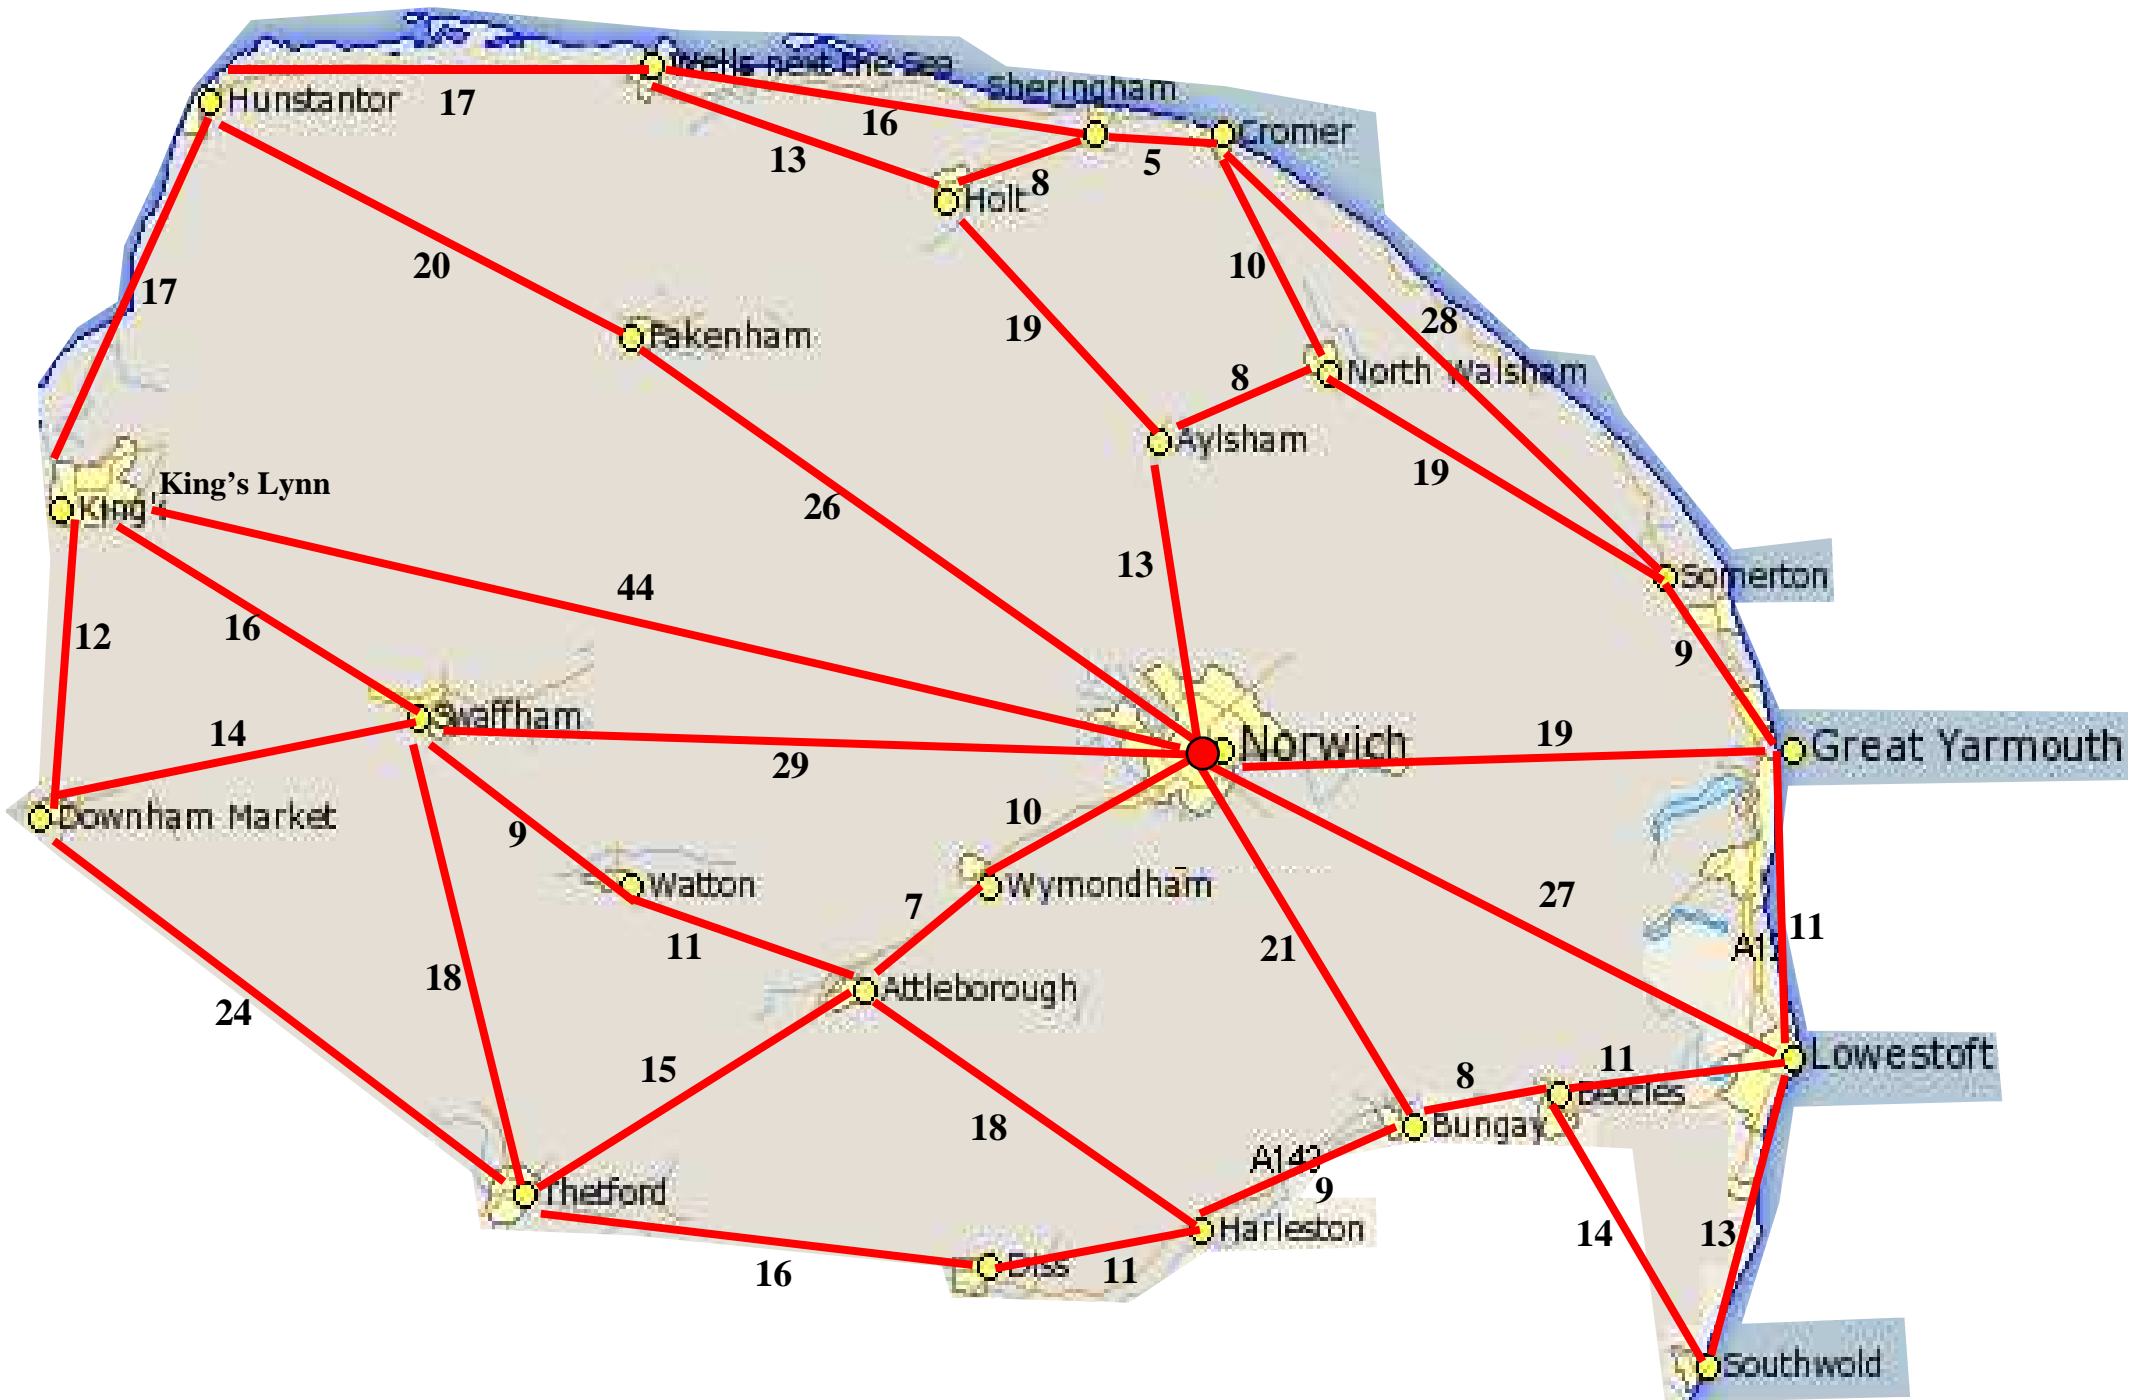 Wells next the Sea
Sheringham
Hunstantor
17
16
Cromer
13
5
8
Holt
20
10
17
28
19
Fakenham
8
North Walsham
Aylsham
19
King's Lynn
King's
26
13
44
Somerton
12
16
9
Swaffham
14
29
19
Norwich
Great Yarmouth
Downham Market
10
9
Watton
Wymondham
27
7
11
21
11
A12
18
Attleborough
24
15
11
Lowestoft
8
Beccles
18
Bungay
A143
9
Thetford
Harleston
14
13
16
Diss
11
Southwold